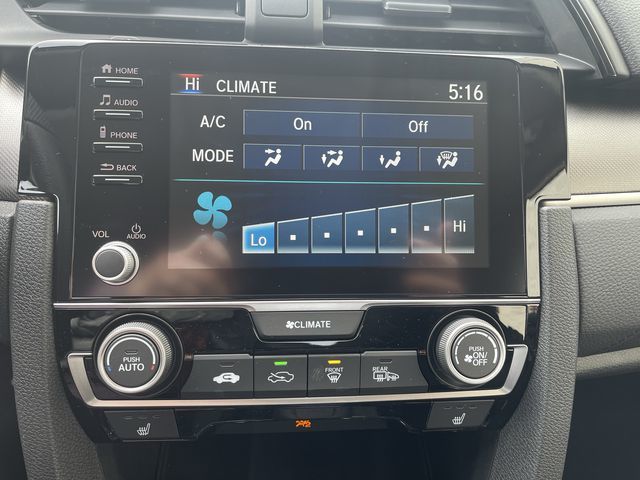 HOME
Hi CLIMATE 5:16
AUDIO
A/C On Off
PHONE
MODE
BACK
VOL AUDIO
Lo Hi
CLIMATE
PUSH AUTO
FRONT
REAR
PUSH ON/OFF